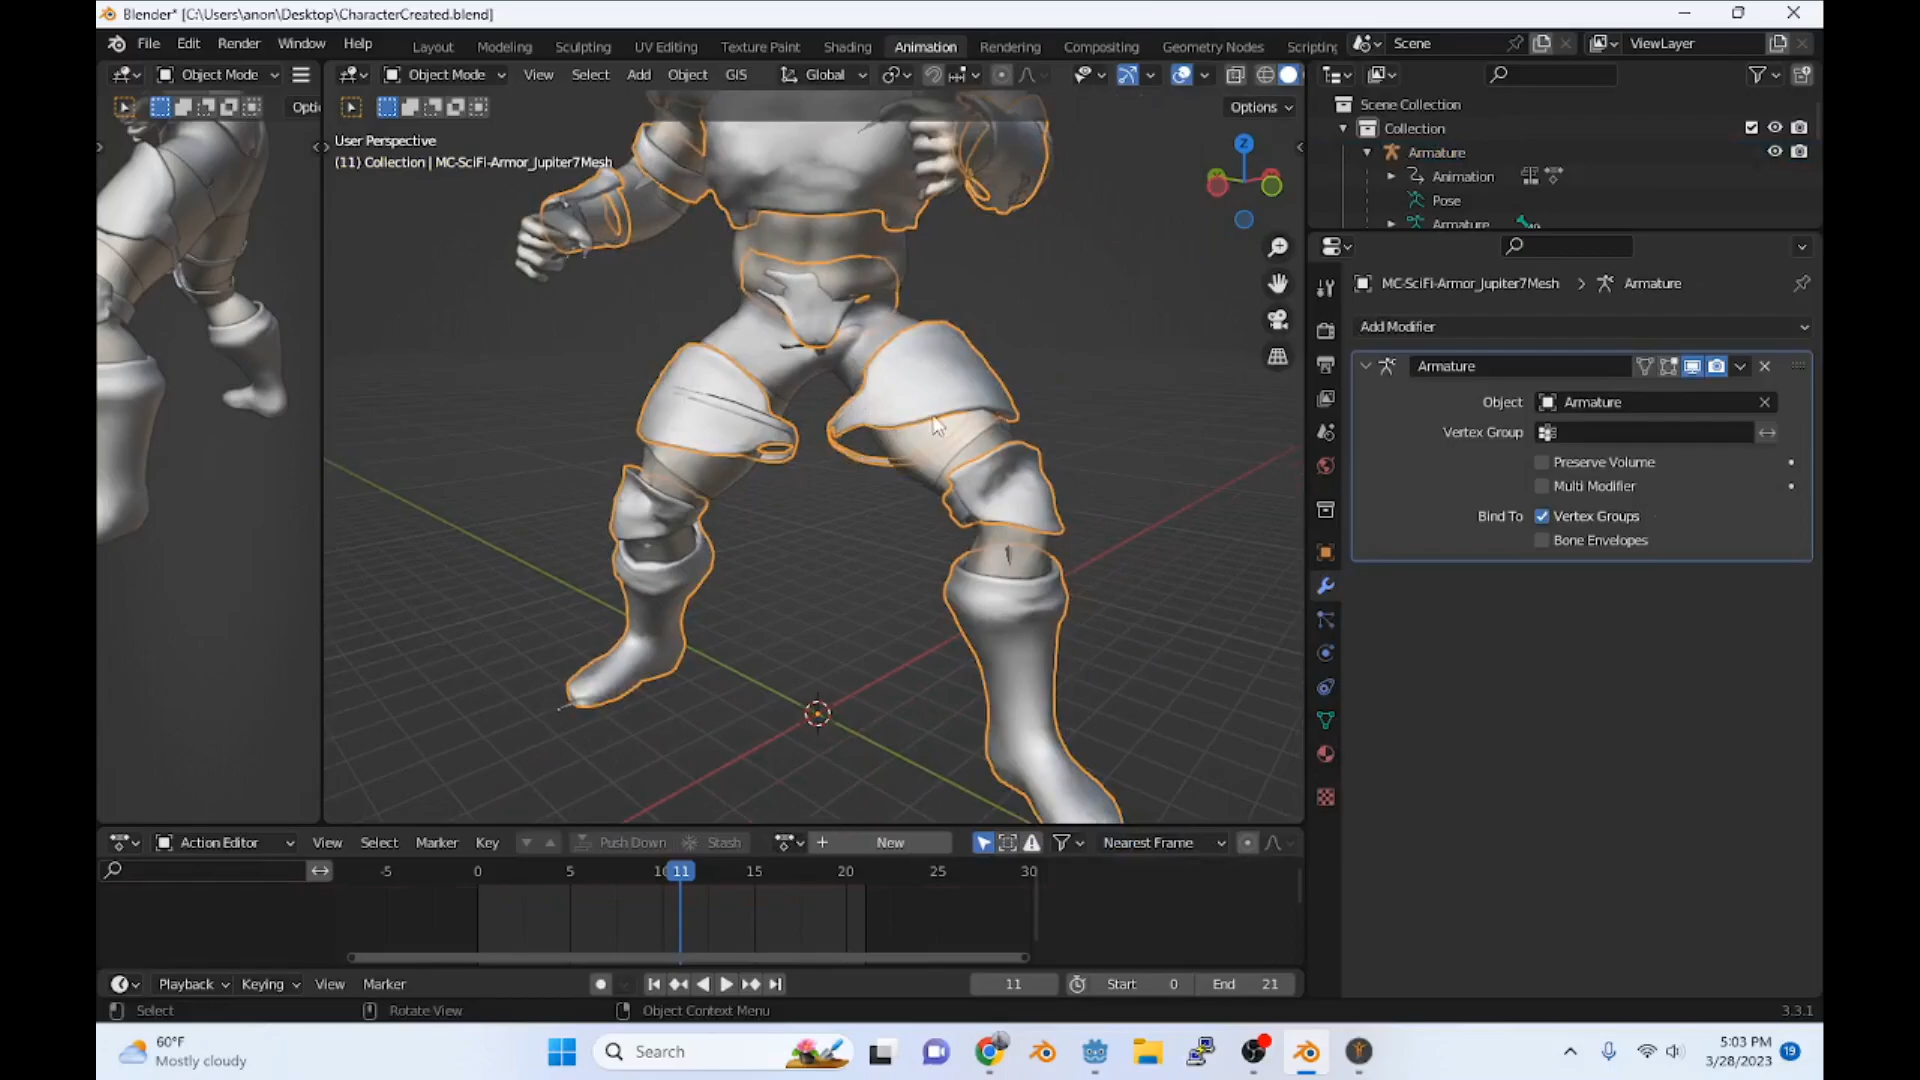 Blender* [C:\Users\anon\Desktop\CharacterCreated.blend]
File Edit Render Window Help Layout Modeling Sculpting UV Editing Texture Paint Shading Animation Rendering Compositing Geometry Nodes Scripting Scene ViewLayer
Object Mode Object Mode View Select Add Object GIS Global
Optio Options
User Perspective
(11) Collection | MC-SciFi-Armor_Jupiter7Mesh
Scene Collection
Collection
Armature
Animation
Pose
Armature
MC-SciFi-Armor_Jupiter7Mesh > Armature
Add Modifier
Armature
Object Armature
Vertex Group
Preserve Volume
Multi Modifier
Bind To Vertex Groups
Bone Envelopes
Z
Action Editor View Select Marker Key Push Down Stash New Nearest Frame
-5 0 5 10 11 15 20 25 30
Playback Keying View Marker 11 Start 0 End 21
Select Rotate View Object Context Menu 3.3.1
60°F
Mostly cloudy
Search
5:03 PM
3/28/2023 19